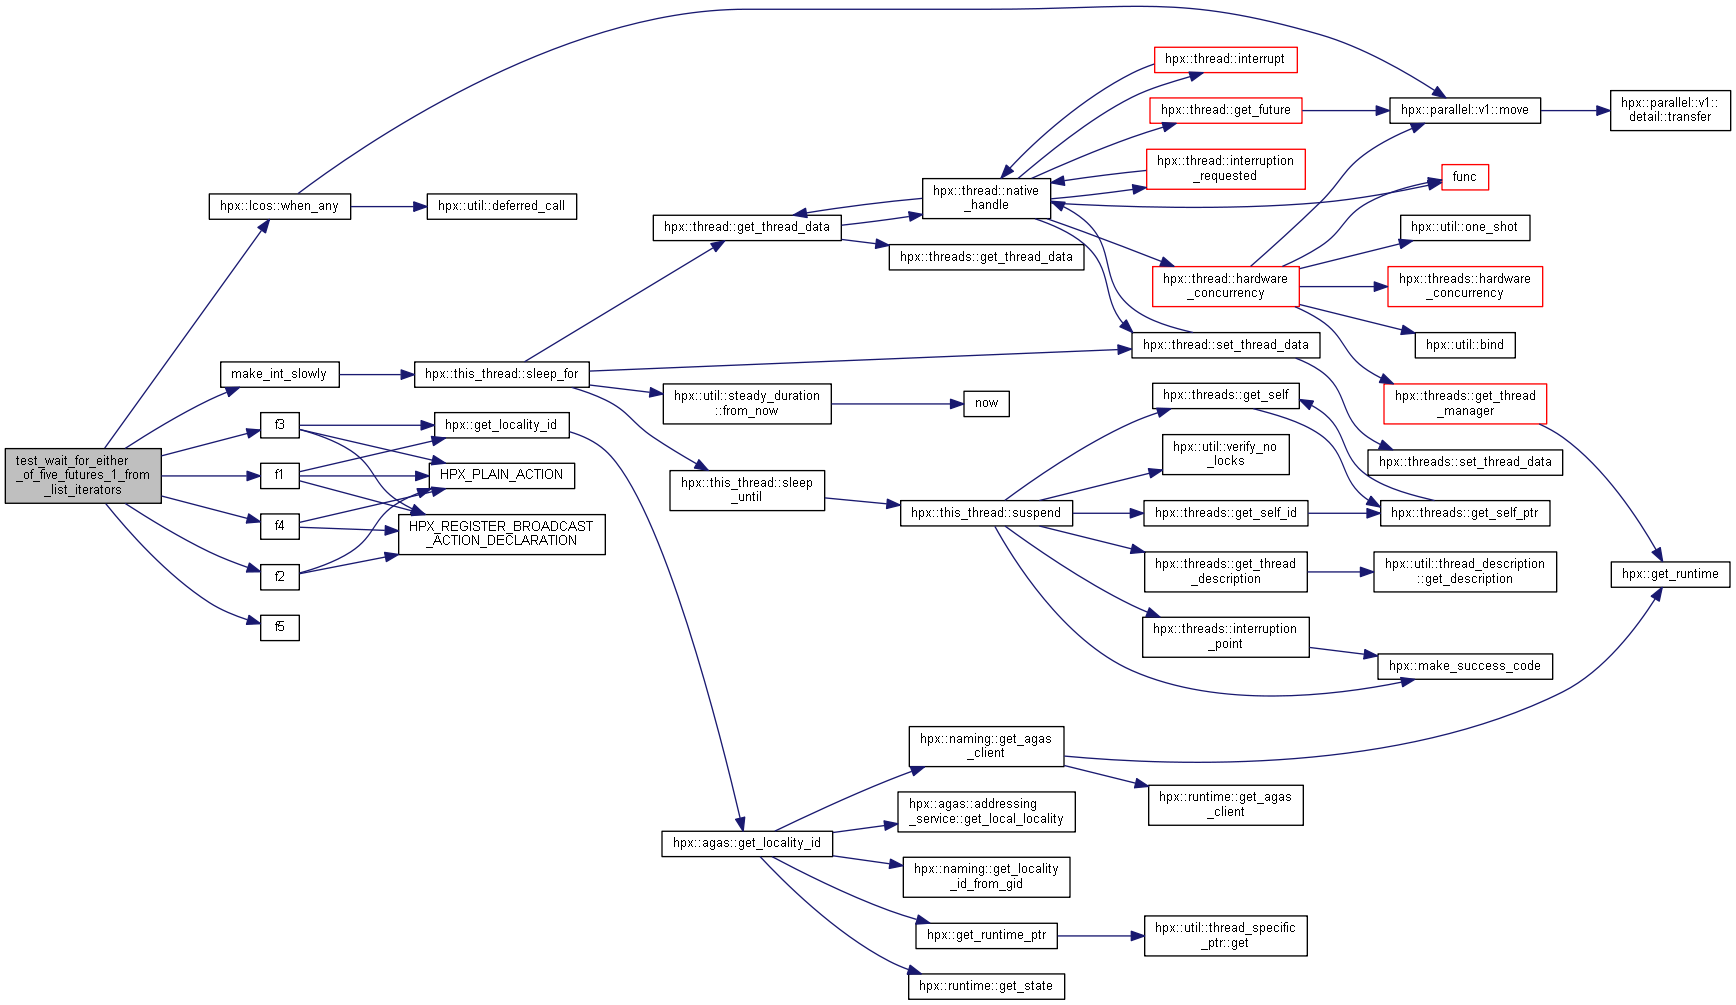 test_wait_for_either
_of_five_futures_1_from
_list_iterators
hpx::lcos::when_any
make_int_slowly
f3
f1
f4
f2
f5
hpx::util::deferred_call
hpx::this_thread::sleep_for
hpx::get_locality_id
HPX_PLAIN_ACTION
HPX_REGISTER_BROADCAST
_ACTION_DECLARATION
hpx::thread::get_thread_data
hpx::util::steady_duration
::from_now
hpx::this_thread::sleep
_until
hpx::agas::get_locality_id
hpx::thread::native
_handle
hpx::threads::get_thread_data
now
hpx::this_thread::suspend
hpx::naming::get_agas
_client
hpx::agas::addressing
_service::get_local_locality
hpx::naming::get_locality
_id_from_gid
hpx::get_runtime_ptr
hpx::runtime::get_state
hpx::thread::interrupt
hpx::thread::get_future
hpx::thread::interruption
_requested
hpx::thread::hardware
_concurrency
hpx::thread::set_thread_data
hpx::threads::get_self
hpx::util::verify_no
_locks
hpx::threads::get_self_id
hpx::threads::get_thread
_description
hpx::threads::interruption
_point
hpx::runtime::get_agas
_client
hpx::util::thread_specific
_ptr::get
hpx::parallel::v1::move
func
hpx::util::one_shot
hpx::threads::hardware
_concurrency
hpx::util::bind
hpx::threads::get_thread
_manager
hpx::threads::set_thread_data
hpx::threads::get_self_ptr
hpx::util::thread_description
::get_description
hpx::make_success_code
hpx::parallel::v1::
detail::transfer
hpx::get_runtime